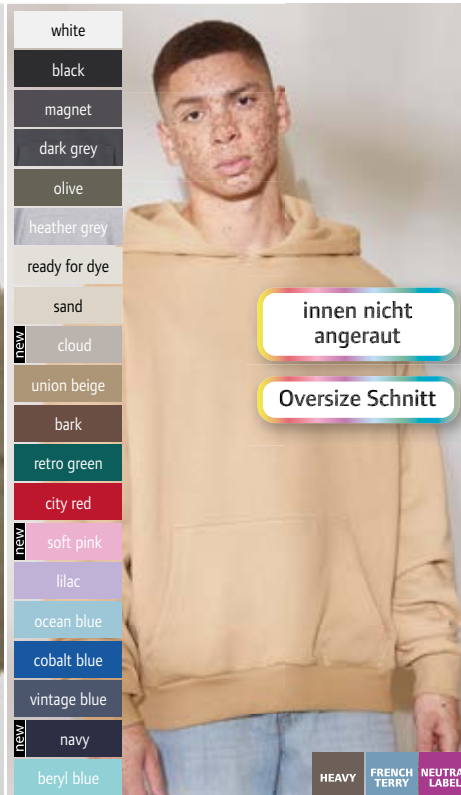 white
black
magnet
dark grey
olive
heather grey
ready for dye
sand
new
cloud
union beige
bark
retro green
city red
new
soft pink
lilac
ocean blue
cobalt blue
vintage blue
new
navy
beryl blue
innen nicht
angeraut
Oversize Schnitt
HEAVY
FRENCH
TERRY
NEUTRA
LABEL